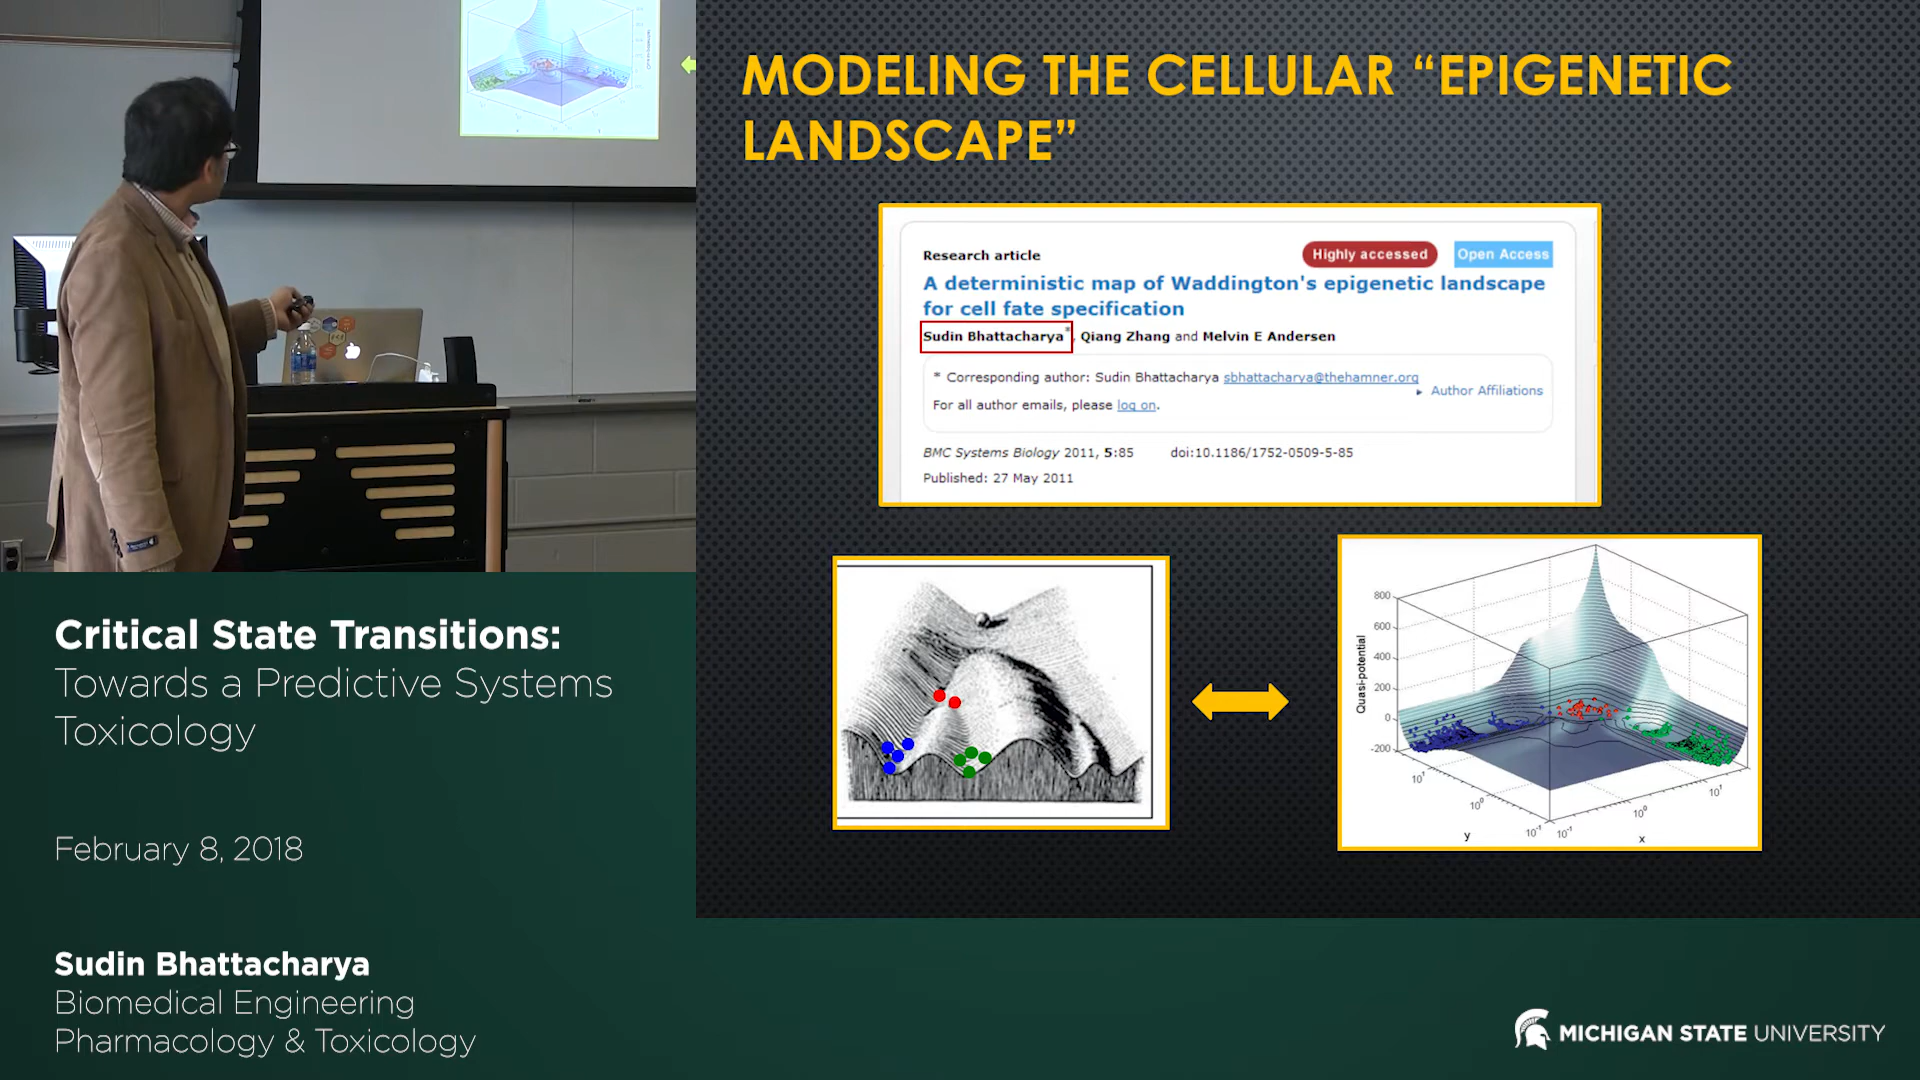 MODELING THE CELLULAR “EPIGENETIC
LANDSCAPE”
Research article
Highly accessed
Open Access
A deterministic map of Waddington's epigenetic landscape
for cell fate specification
Sudin Bhattacharya*, Qiang Zhang and Melvin E Andersen
* Corresponding author: Sudin Bhattacharya sbhattacharya@thehamner.org
Author Affiliations
For all author emails, please log on.
BMC Systems Biology 2011, 5:85 doi:10.1186/1752-0509-5-85
Published: 27 May 2011
Quasi-potential
800
600
400
200
0
-200
10¹
10⁰
10⁻¹
y
10⁻¹
10⁰
10¹
x
Critical State Transitions:
Towards a Predictive Systems
Toxicology
February 8, 2018
Sudin Bhattacharya
Biomedical Engineering
Pharmacology & Toxicology
MICHIGAN STATE UNIVERSITY